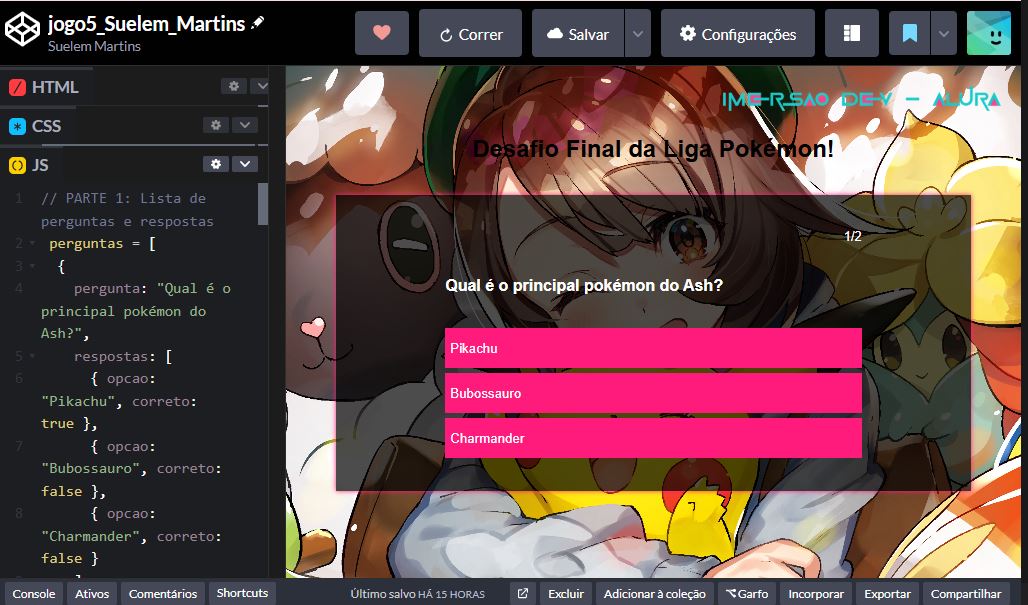 jogo5_Suelem_Martins
Suelem Martins
Correr
Salvar
Configurações
HTML
CSS
JS
1 // PARTE 1: Lista de
perguntas e respostas
2 perguntas = [
3 {
4 pergunta: "Qual é o
principal pokémon do
Ash?",
5 respostas: [
6 { opcao:
"Pikachu", correto:
true },
7 { opcao:
"Bubossauro", correto:
false },
8 { opcao:
"Charmander", correto:
false }
IMERSAO DEV - ALURA
Desafio Final da Liga Pokémon!
1/2
Qual é o principal pokémon do Ash?
Pikachu
Bubossauro
Charmander
Console
Ativos
Comentários
Shortcuts
Último salvo HÁ 15 HORAS
Excluir
Adicionar à coleção
Garfo
Incorporar
Exportar
Compartilhar